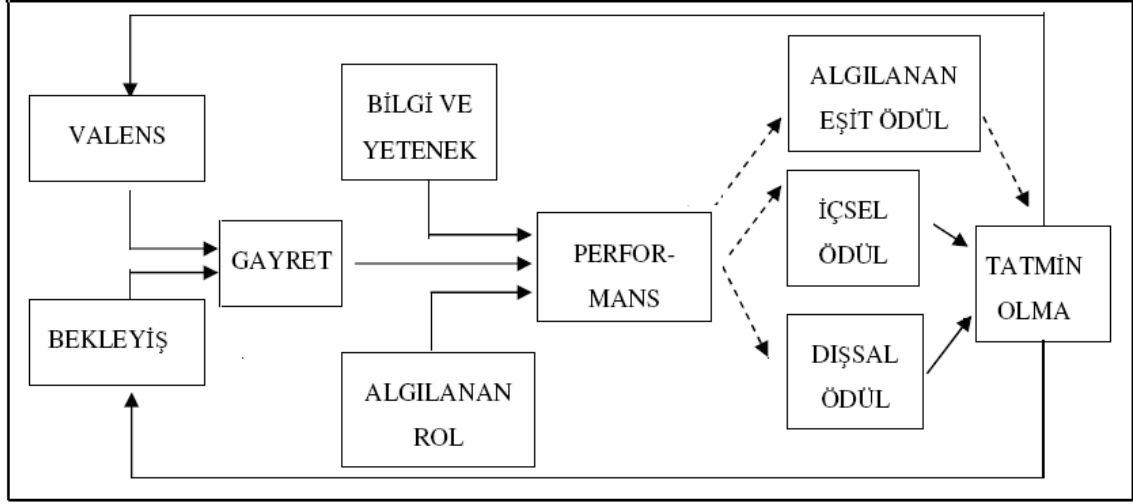 VALENS
BEKLEYİŞ
GAYRET
BİLGİ VE
YETENEK
ALGILANAN
ROL
PERFOR-
MANS
ALGILANAN
EŞİT ÖDÜL
İÇSEL
ÖDÜL
DIŞSAL
ÖDÜL
TATMİN
OLMA